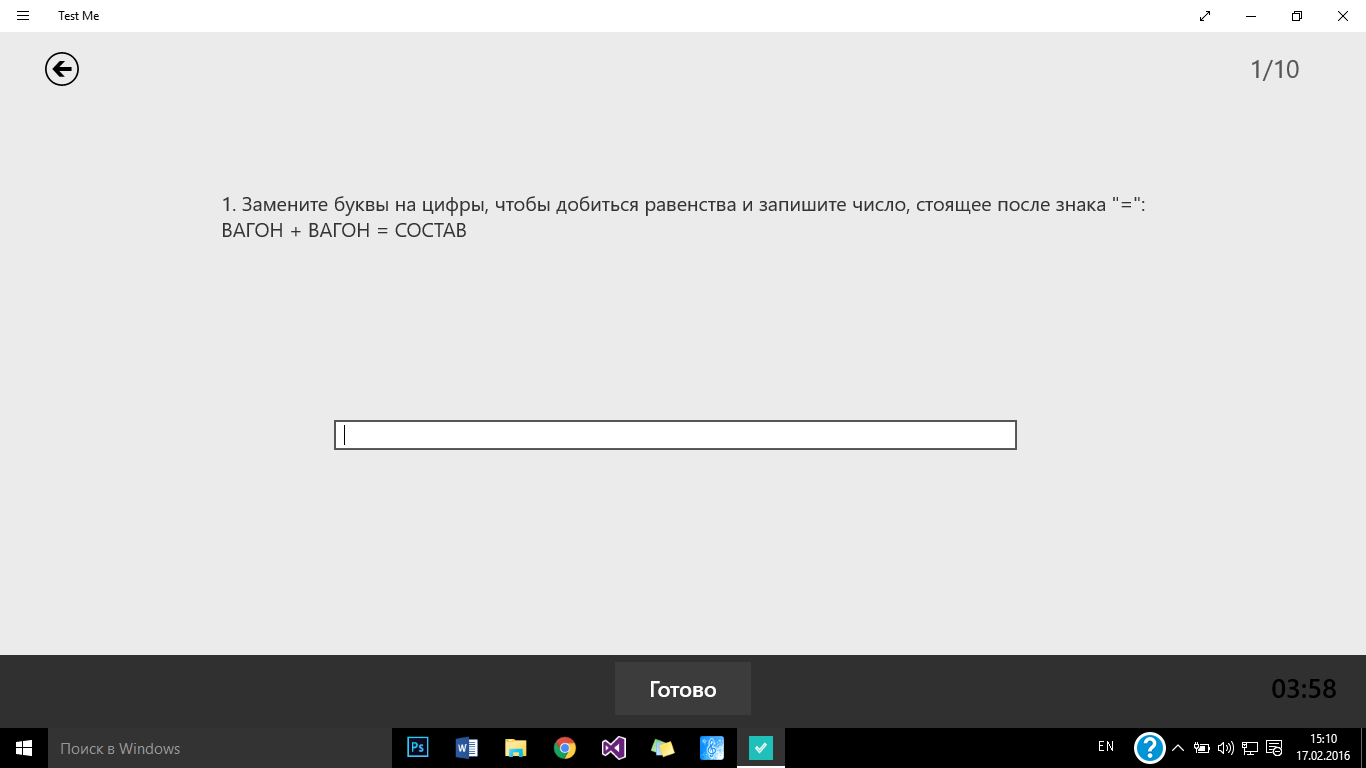 Test Me
1/10
1. Замените буквы на цифры, чтобы добиться равенства и запишите число, стоящее после знака "=":
ВАГОН + ВАГОН = СОСТАВ
Готово
03:58
Поиск в Windows
Ps
EN
15:10
17.02.2016